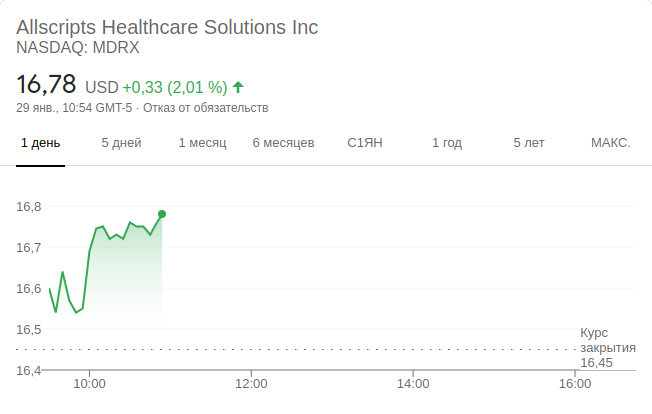 Allscripts Healthcare Solutions Inc
NASDAQ: MDRX
16,78 USD +0,33 (2,01 %)
29 янв., 10:54 GMT-5 · Отказ от обязательств
1 день 5 дней 1 месяц 6 месяцев С1ЯН 1 год 5 лет МАКС.
16,8
16,7
16,6
16,5
Курс
закрытия
16,45
16,4
10:00 12:00 14:00 16:00